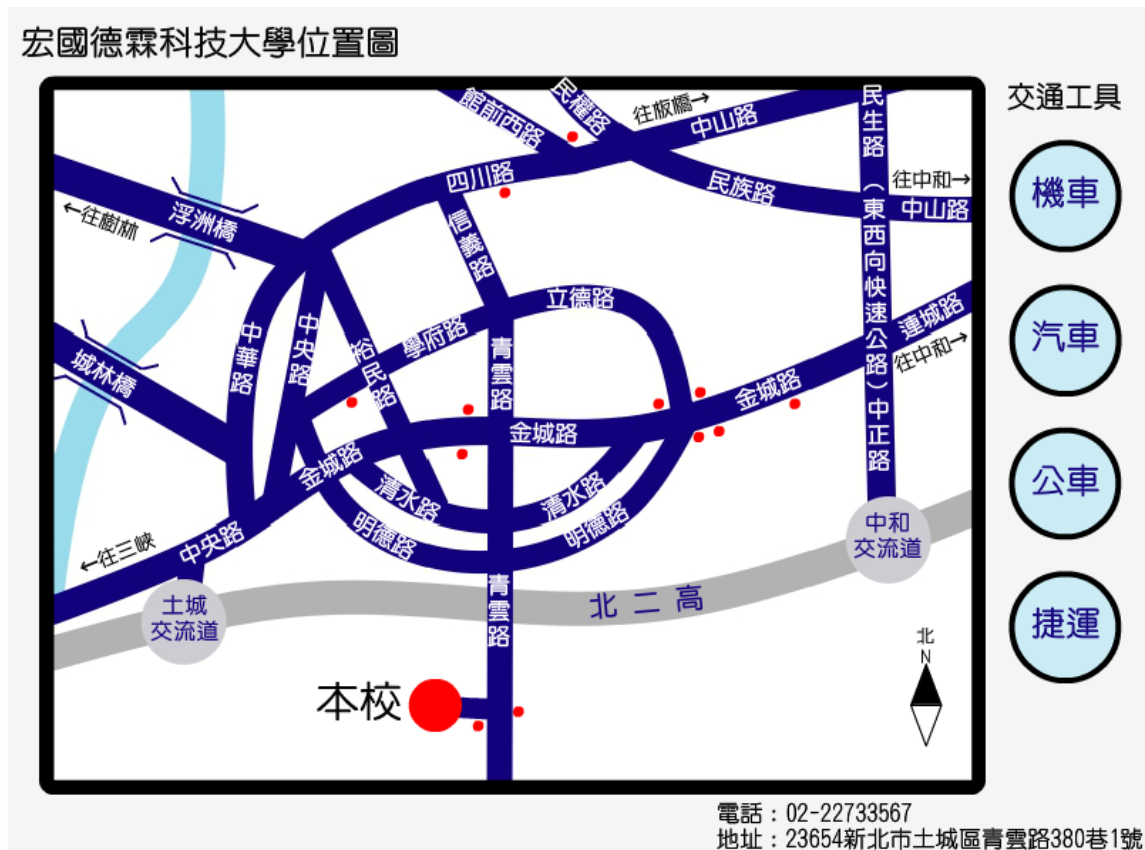 宏國德霖科技大學位置圖
交通工具
機車
汽車
公車
捷運
館前西路
民權路
往板橋→
中山路
四川路
民族路
往中和→
中山路
民生路（東西向快速公路）中正路
←往樹林
浮洲橋
信義路
立德路
連城路
往中和→
中華路
中央路
裕民路
學府路
青雲路
城林橋
金城路
金城路
金城路
清水路
清水路
明德路
明德路
中央路
←往三峽
土城
交流道
中和
交流道
北二高
青雲路
北
N
本校
電話：02-22733567
地址：23654新北市土城區青雲路380巷1號